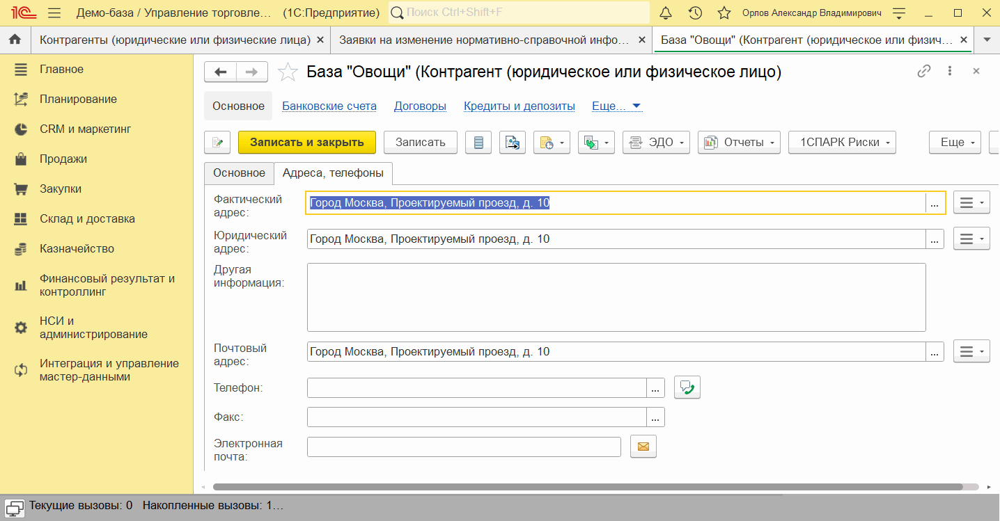 1С Демо-база / Управление торговле... (1С:Предприятие) Поиск Ctrl+Shift+F Орлов Александр Владимирович
Контрагенты (юридические или физические лица) Заявки на изменение нормативно-справочной инфо... База "Овощи" (Контрагент (юридическое или физич...
Главное
Планирование
CRM и маркетинг
Продажи
Закупки
Склад и доставка
Казначейство
Финансовый результат и
контроллинг
НСИ и
администрирование
Интеграция и управление
мастер-данными
База "Овощи" (Контрагент (юридическое или физическое лицо)
Основное Банковские счета Договоры Кредиты и депозиты Еще...
Записать и закрыть Записать ЭДО Отчеты 1СПАРК Риски Еще
Основное Адреса, телефоны
Фактический
адрес:
Город Москва, Проектируемый проезд, д. 10 ...
Юридический
адрес:
Город Москва, Проектируемый проезд, д. 10 ...
Другая
информация:
Почтовый
адрес:
Город Москва, Проектируемый проезд, д. 10 ...
Телефон: ...
Факс: ...
Электронная
почта:
Текущие вызовы: 0 Накопленные вызовы: 1...